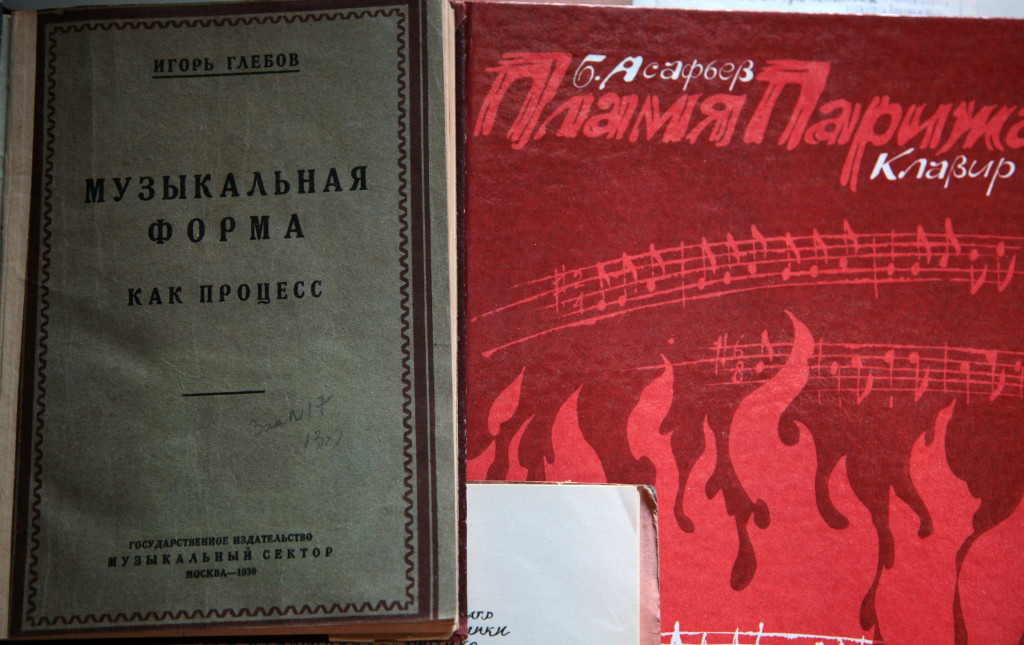 ИГОРЬ ГЛЕБОВ
МУЗЫКАЛЬНАЯ
ФОРМА
КАК ПРОЦЕСС
ГОСУДАРСТВЕННОЕ ИЗДАТЕЛЬСТВО
МУЗЫКАЛЬНЫЙ СЕКТОР
МОСКВА—1930
Б. Асафьев
Пламя Парижа
Клавир